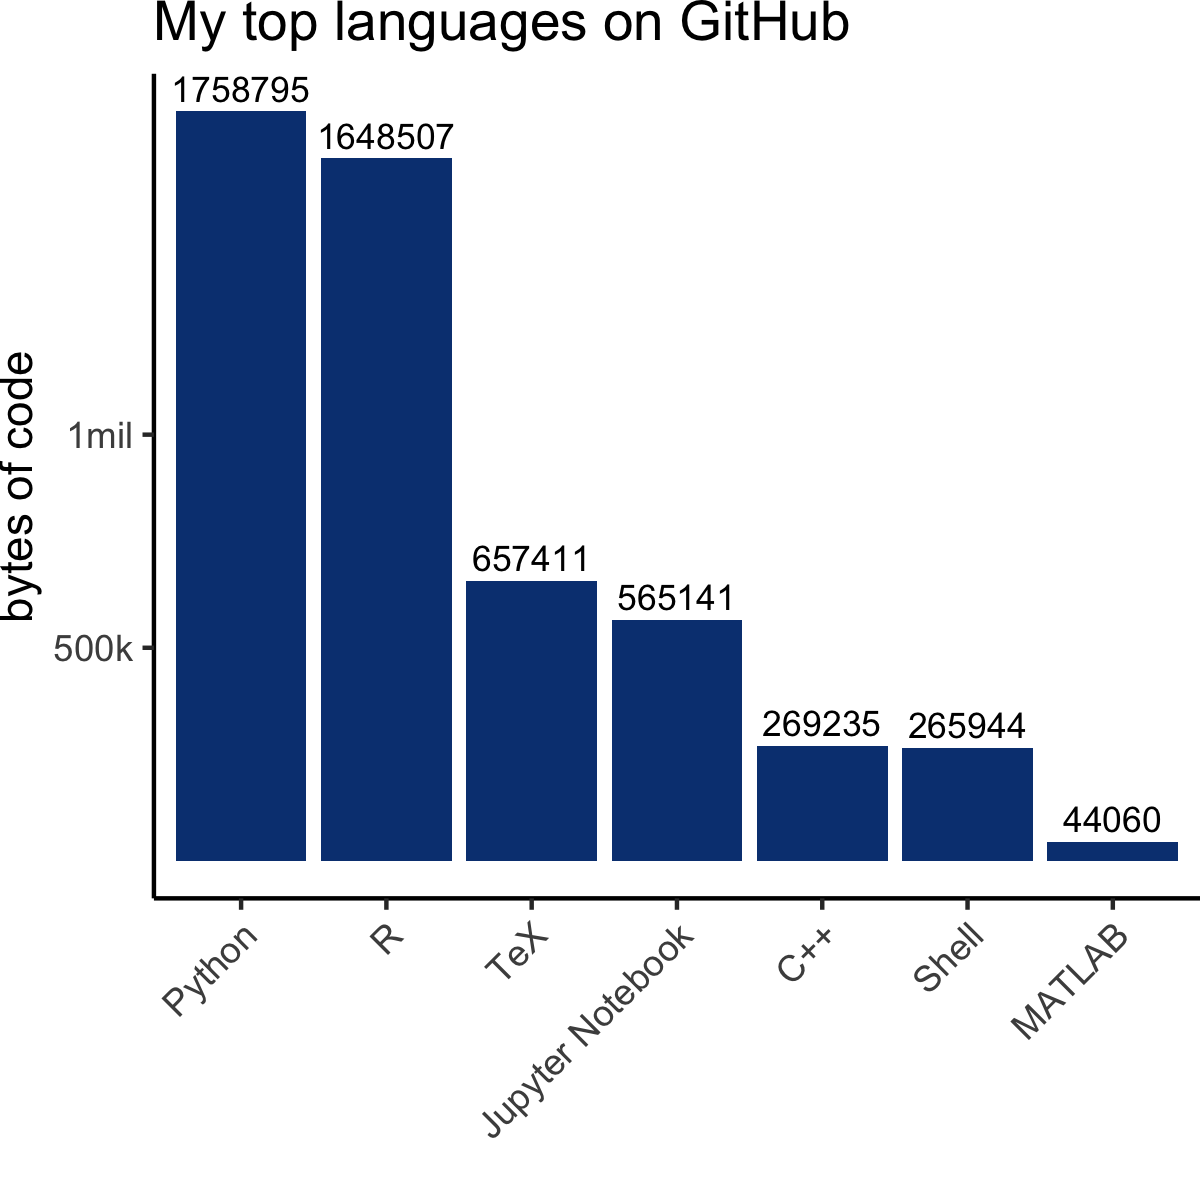 My top languages on GitHub
1758795
1648507
657411
565141
269235
265944
44060
bytes of code
1mil
500k
Python
R
TeX
Jupyter Notebook
C++
Shell
MATLAB